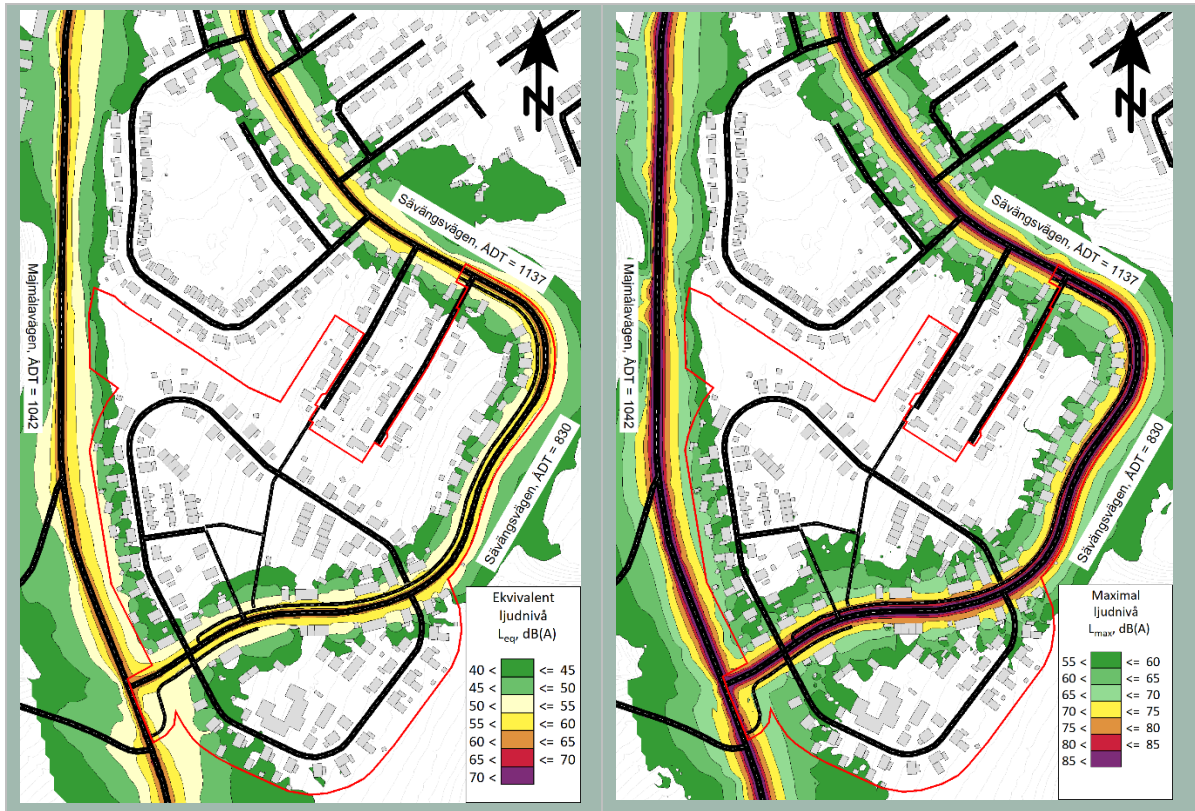 N
Sävängsvägen, ÅDT = 1137
Majmålavägen, ÅDT = 1042
Sävängsvägen, ÅDT = 830
Ekvivalent
ljudnivå
Leq, dB(A)
40 < <= 45
45 < <= 50
50 < <= 55
55 < <= 60
60 < <= 65
65 < <= 70
70 <
N
Sävängsvägen, ÅDT = 1137
Majmålavägen, ÅDT = 1042
Sävängsvägen, ÅDT = 830
Maximal
ljudnivå
Lmax, dB(A)
55 < <= 60
60 < <= 65
65 < <= 70
70 < <= 75
75 < <= 80
80 < <= 85
85 <